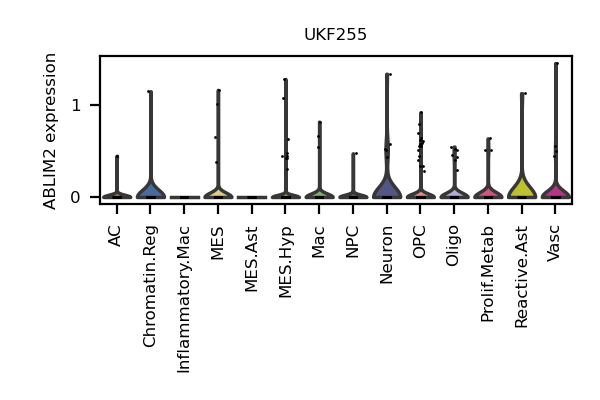 UKF255
ABLIM2 expression
1
0
AC
Chromatin.Reg
Inflammatory.Mac
MES
MES.Ast
MES.Hyp
Mac
NPC
Neuron
OPC
Oligo
Prolif.Metab
Reactive.Ast
Vasc